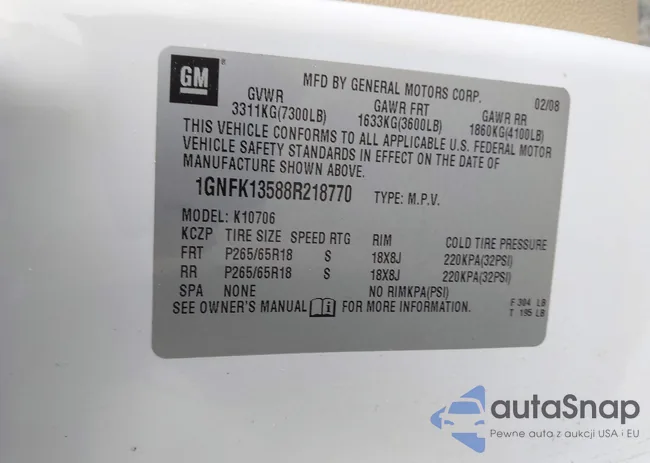 GM®
MFD BY GENERAL MOTORS CORP. 02/08
GVWR GAWR FRT GAWR RR
3311KG(7300LB) 1633KG(3600LB) 1860KG(4100LB)
THIS VEHICLE CONFORMS TO ALL APPLICABLE U.S. FEDERAL MOTOR
VEHICLE SAFETY STANDARDS IN EFFECT ON THE DATE OF
MANUFACTURE SHOWN ABOVE.
1GNFK13588R218770 TYPE: M.P.V.
MODEL: K10706
KCZP TIRE SIZE SPEED RTG RIM COLD TIRE PRESSURE
FRT P265/65R18 S 18X8J 220KPA(32PSI)
RR P265/65R18 S 18X8J 220KPA(32PSI)
SPA NONE NO RIMKPA(PSI)
SEE OWNER'S MANUAL i FOR MORE INFORMATION.
F 304 LB
T 195 LB
autaSnap
Pewne auta z aukcji USA i EU